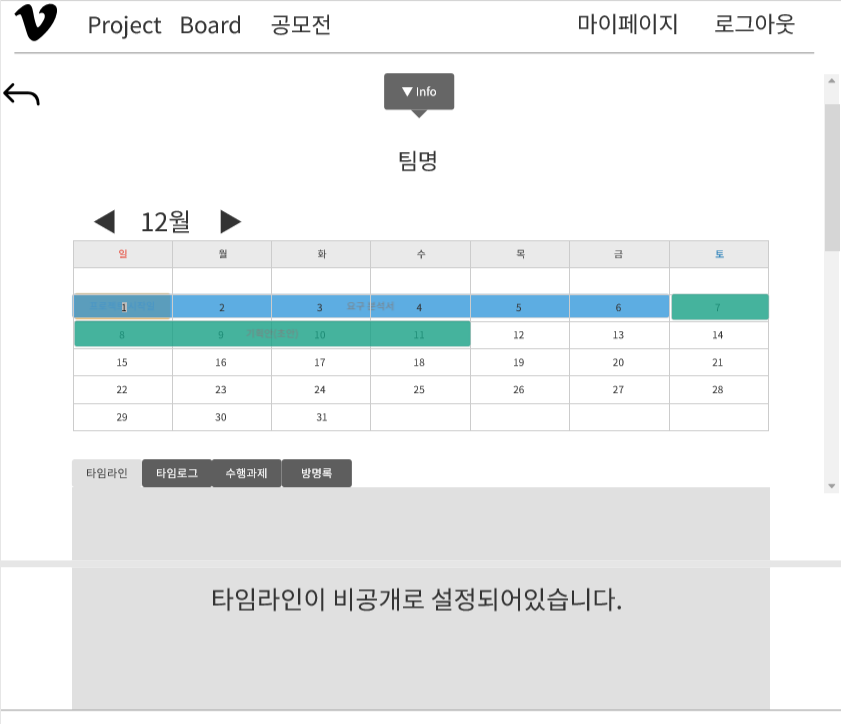 Project Board 공모전 마이페이지 로그아웃
▼ Info
팀명
◀ 12월 ▶
일 월 화 수 목 금 토
1 2 3 요구분석서 4 5 6 7
8 9 기획안(초안) 10 11 12 13 14
15 16 17 18 19 20 21
22 23 24 25 26 27 28
29 30 31
타임라인 타임로그 수행과제 방명록
타임라인이 비공개로 설정되어있습니다.